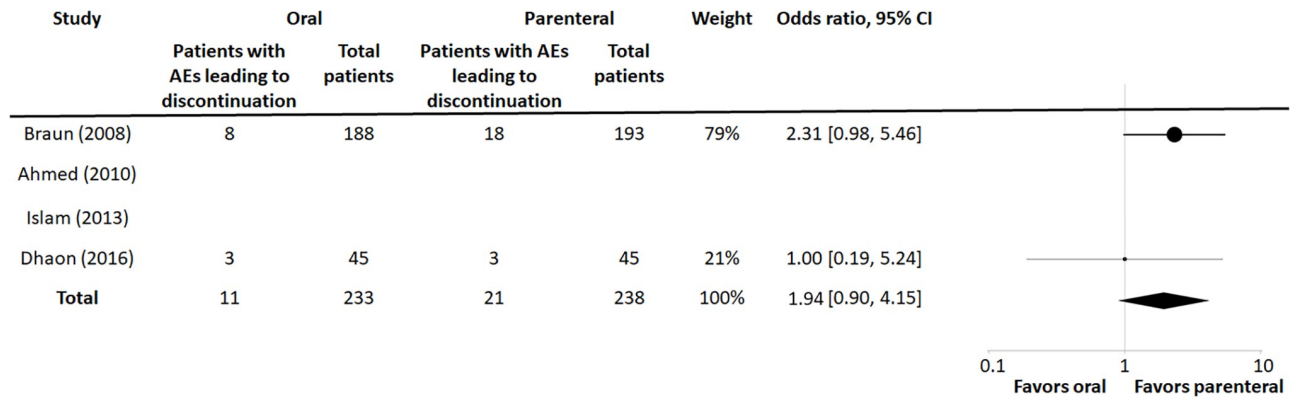 Study Oral Parenteral Weight Odds ratio, 95% CI
Patients with Total Patients with AEs Total
AEs leading to patients leading to patients
discontinuation discontinuation
Braun (2008) 8 188 18 193 79% 2.31 [0.98, 5.46]
Ahmed (2010)
Islam (2013)
Dhaon (2016) 3 45 3 45 21% 1.00 [0.19, 5.24]
Total 11 233 21 238 100% 1.94 [0.90, 4.15]
0.1 1 10
Favors oral Favors parenteral